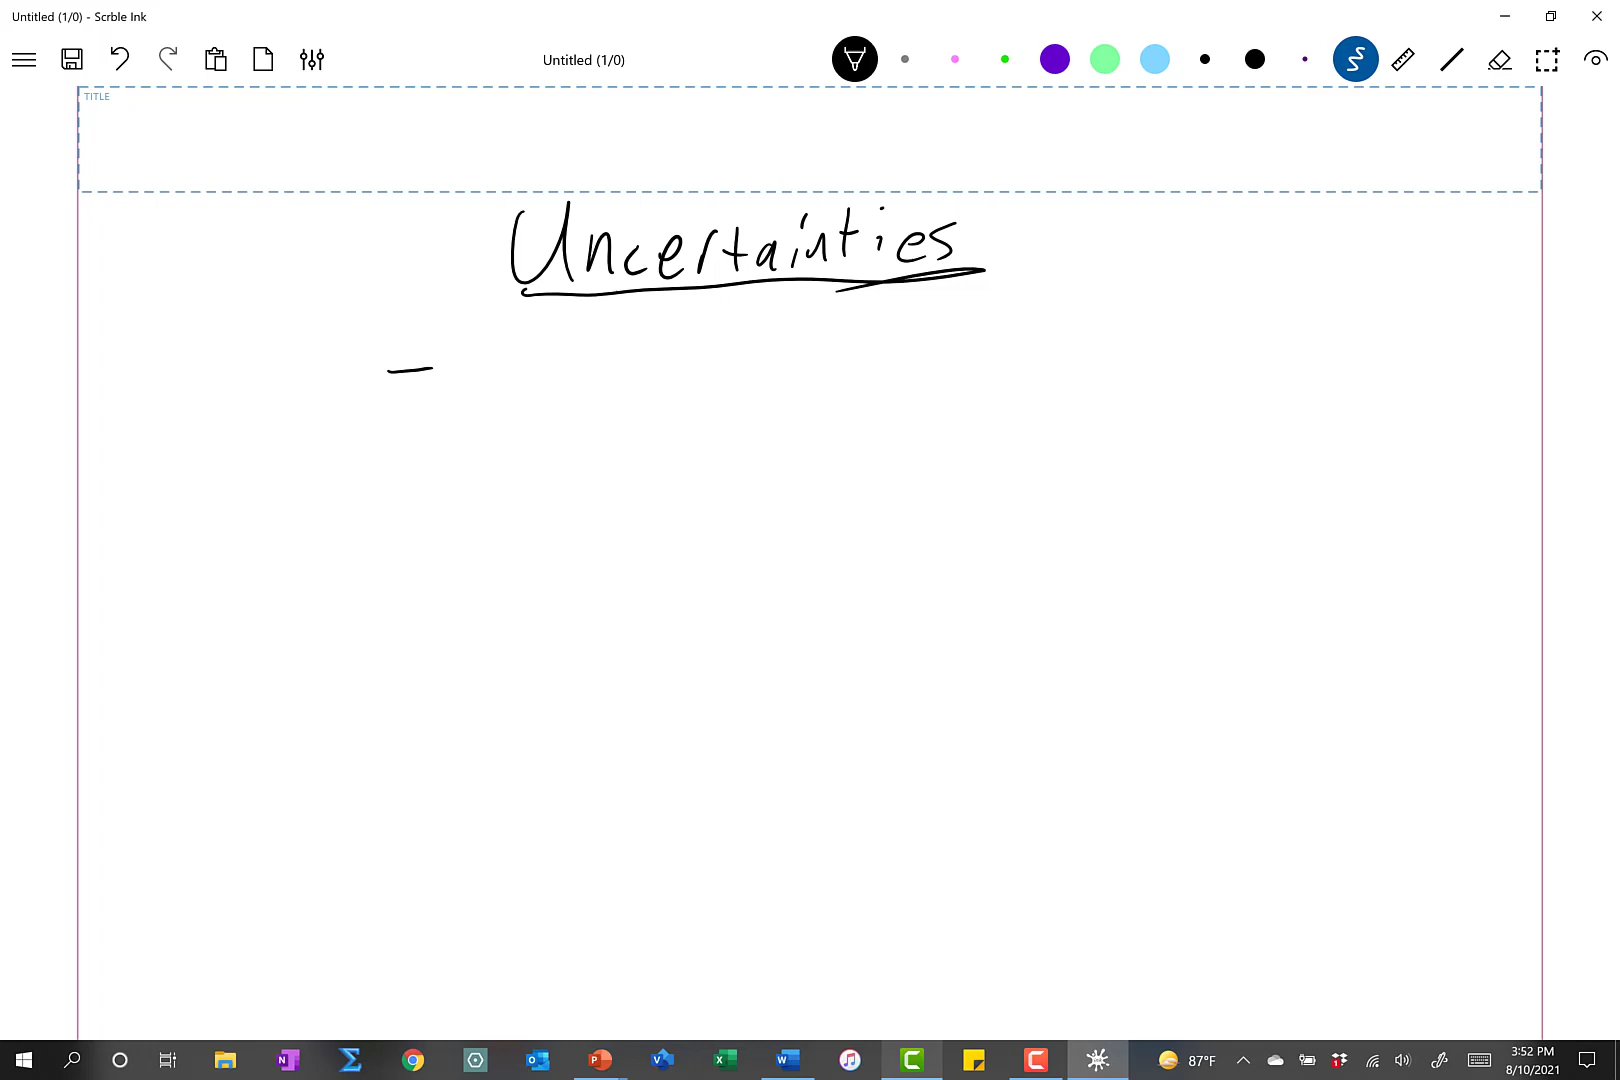 Untitled (1/0) - Scrble Ink
Untitled (1/0)
TITLE
Uncertainties
—
87°F
3:52 PM
8/10/2021